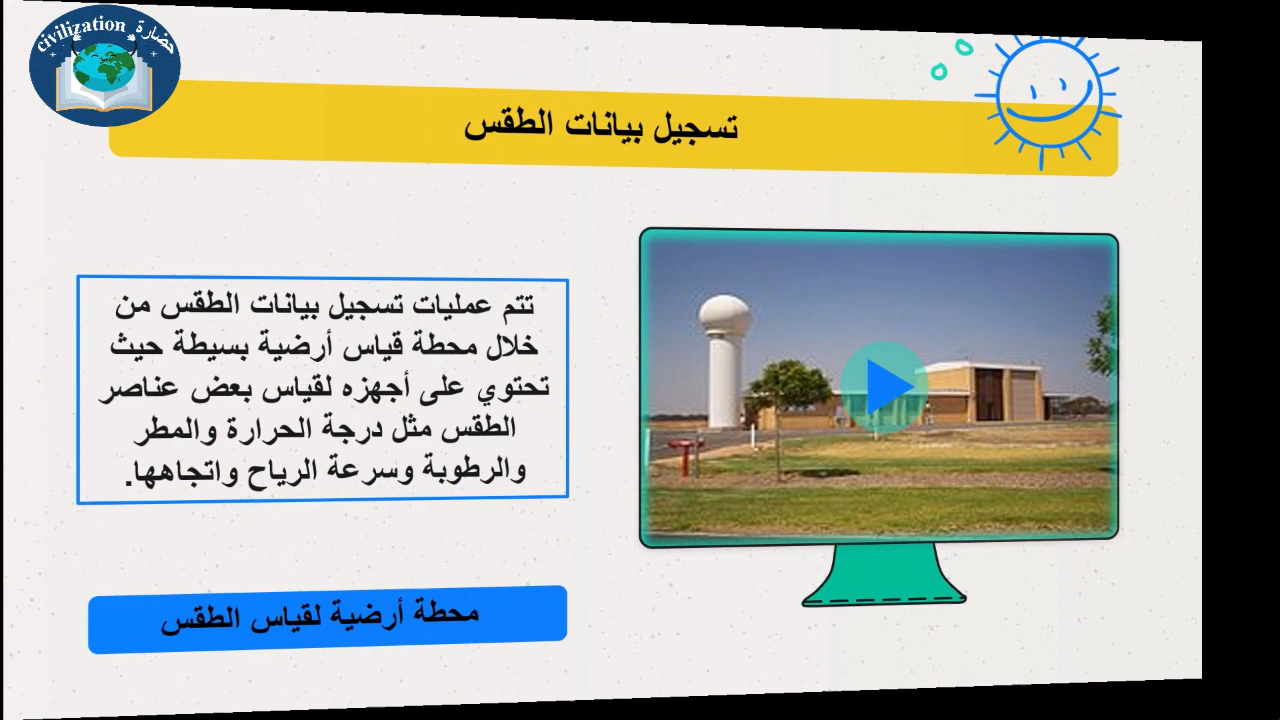 civilization حضارة
تسجيل بيانات الطقس
تتم عمليات تسجيل بيانات الطقس من
خلال محطة قياس أرضية بسيطة حيث
تحتوي على أجهزه لقياس بعض عناصر
الطقس مثل درجة الحرارة والمطر
والرطوبة وسرعة الرياح واتجاهها.
محطة أرضية لقياس الطقس